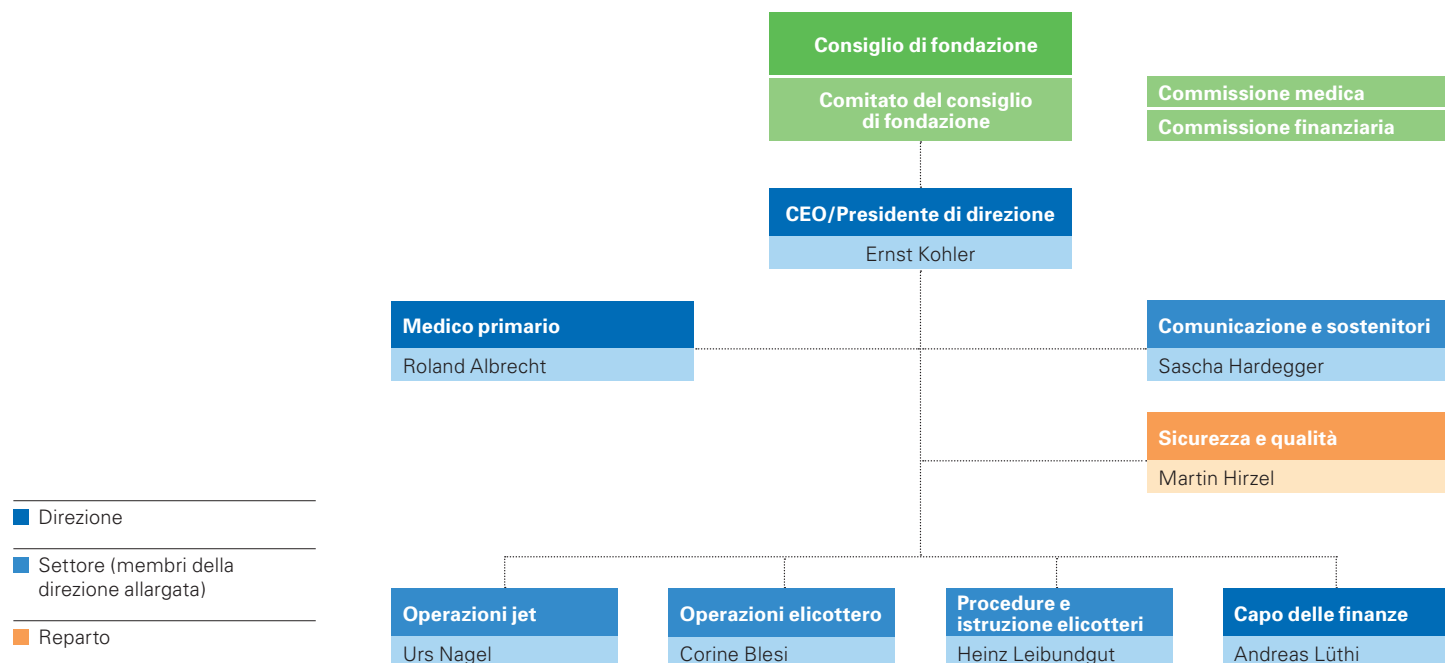 Consiglio di fondazione
Comitato del consiglio
di fondazione
Commissione medica
Commissione finanziaria
CEO/Presidente di direzione
Ernst Kohler
Medico primario
Roland Albrecht
Comunicazione e sostenitori
Sascha Hardegger
Sicurezza e qualità
Martin Hirzel
Direzione
Settore (membri della
direzione allargata)
Reparto
Operazioni jet
Urs Nagel
Operazioni elicottero
Corine Blesi
Procedure e
istruzione elicotteri
Heinz Leibundgut
Capo delle finanze
Andreas Lüthi